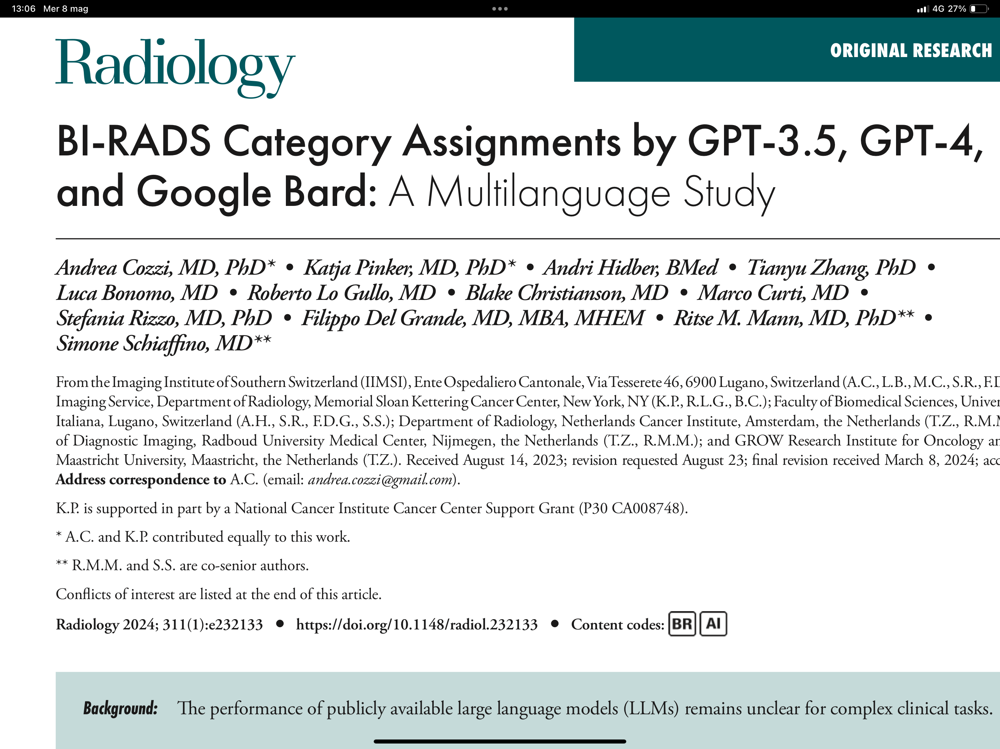 13:06 Mer 8 mag
4G 27%
Radiology
ORIGINAL RESEARCH
BI-RADS Category Assignments by GPT-3.5, GPT-4,
and Google Bard: A Multilanguage Study
Andrea Cozzi, MD, PhD* • Katja Pinker, MD, PhD* • Andri Hidber, BMed • Tianyu Zhang, PhD •
Luca Bonomo, MD • Roberto Lo Gullo, MD • Blake Christianson, MD • Marco Curti, MD •
Stefania Rizzo, MD, PhD • Filippo Del Grande, MD, MBA, MHEM • Ritse M. Mann, MD, PhD** •
Simone Schiaffino, MD**
From the Imaging Institute of Southern Switzerland (IIMSI), Ente Ospedaliero Cantonale, Via Tesserete 46, 6900 Lugano, Switzerland (A.C., L.B., M.C., S.R., F.D
Imaging Service, Department of Radiology, Memorial Sloan Kettering Cancer Center, New York, NY (K.P., R.L.G., B.C.); Faculty of Biomedical Sciences, Univer
Italiana, Lugano, Switzerland (A.H., S.R., F.D.G., S.S.); Department of Radiology, Netherlands Cancer Institute, Amsterdam, the Netherlands (T.Z., R.M.M
of Diagnostic Imaging, Radboud University Medical Center, Nijmegen, the Netherlands (T.Z., R.M.M.); and GROW Research Institute for Oncology an
Maastricht University, Maastricht, the Netherlands (T.Z.). Received August 14, 2023; revision requested August 23; final revision received March 8, 2024; acc
Address correspondence to A.C. (email: andrea.cozzi@gmail.com).
K.P. is supported in part by a National Cancer Institute Cancer Center Support Grant (P30 CA008748).
* A.C. and K.P. contributed equally to this work.
** R.M.M. and S.S. are co-senior authors.
Conflicts of interest are listed at the end of this article.
Radiology 2024; 311(1):e232133 • https://doi.org/10.1148/radiol.232133 • Content codes: BR AI
Background: The performance of publicly available large language models (LLMs) remains unclear for complex clinical tasks.